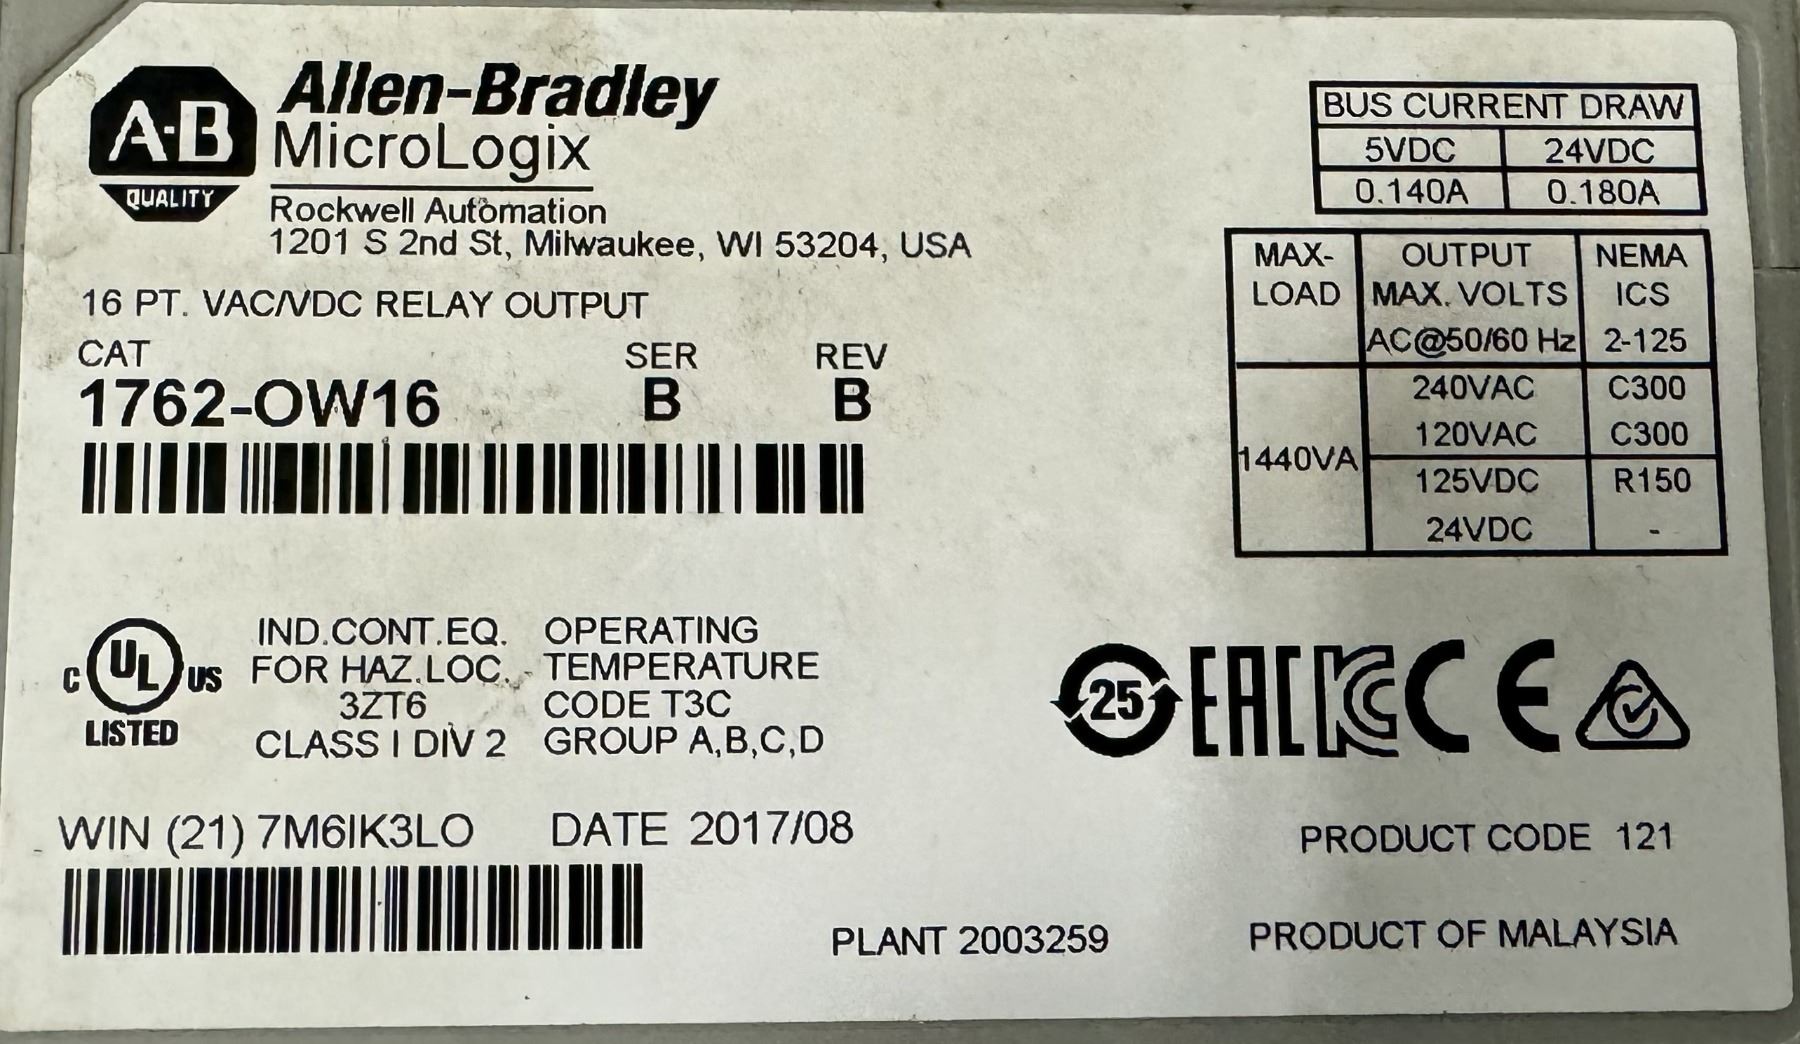 A-B
QUALITY
Allen-Bradley
MicroLogix
Rockwell Automation
1201 S 2nd St, Milwaukee, WI 53204, USA
16 PT. VAC/VDC RELAY OUTPUT
CAT SER REV
1762-OW16 B B
BUS CURRENT DRAW
5VDC 24VDC
0.140A 0.180A
MAX- OUTPUT NEMA
LOAD MAX. VOLTS ICS
AC@50/60 Hz 2-125
1440VA
240VAC C300
120VAC C300
125VDC R150
24VDC -
C UL US
LISTED
IND.CONT.EQ.
FOR HAZ.LOC.
3ZT6
CLASS I DIV 2
OPERATING
TEMPERATURE
CODE T3C
GROUP A,B,C,D
25 EAC KC CE
WIN (21) 7M6IK3LO DATE 2017/08
PRODUCT CODE 121
PLANT 2003259
PRODUCT OF MALAYSIA